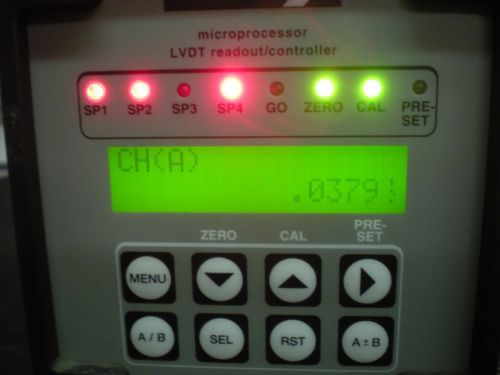 microprocessor
LVDT readout/controller
SP1 SP2 SP3 SP4 GO ZERO CAL PRE-SET
CH(A)
.0379
ZERO CAL PRE-SET
MENU
A/B SEL RST A±B